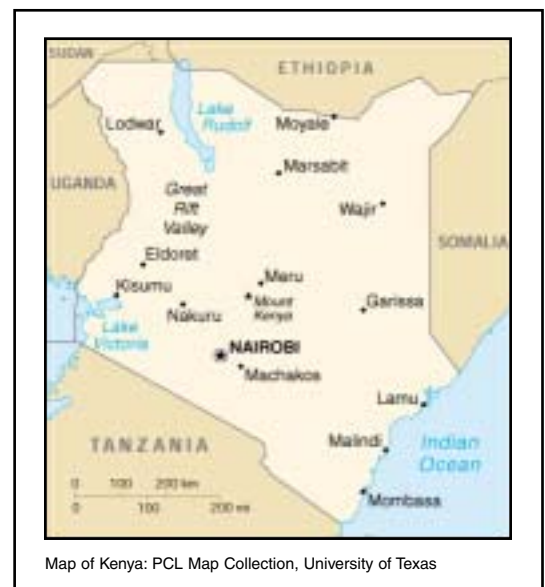 SUDAN
ETHIOPIA
Lake
Rudolf
Lodwar
Moyale
Marsabit
UGANDA
Great
Rift
Valley
Wajir
SOMALIA
Eldoret
Kisumu
Meru
Mount
Kenya
Garissa
Nakuru
Lake
Victoria
NAIROBI
Machakos
Lamu
TANZANIA
Malindi
Indian
Ocean
0 100 200 km
0 100 200 mi
Mombasa
Map of Kenya: PCL Map Collection, University of Texas